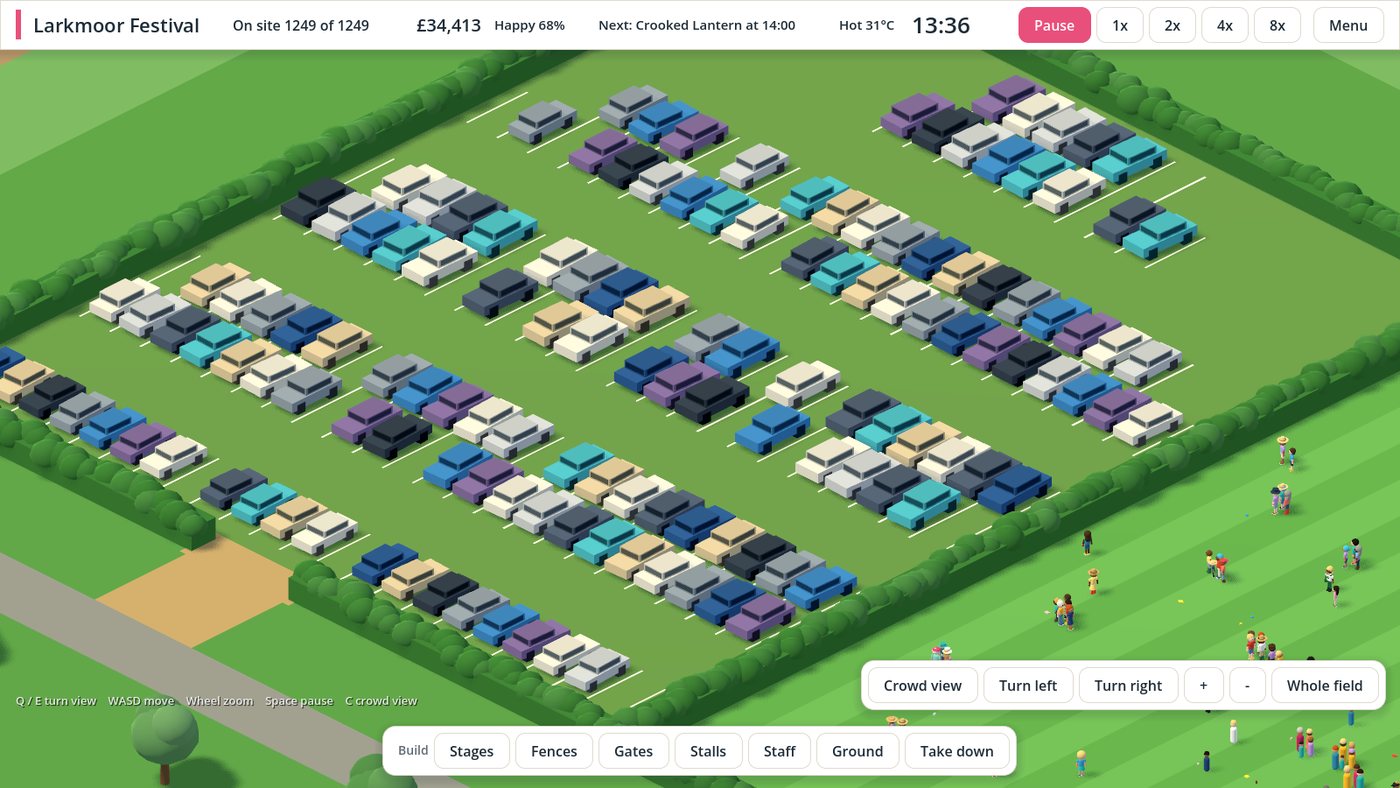 Larkmoor Festival
On site 1249 of 1249
£34,413
Happy 68%
Next: Crooked Lantern at 14:00
Hot 31°C
13:36
Pause
1x
2x
4x
8x
Menu
Crowd view
Turn left
Turn right
+
-
Whole field
Q / E turn view
WASD move
Wheel zoom
Space pause
C crowd view
Build
Stages
Fences
Gates
Stalls
Staff
Ground
Take down